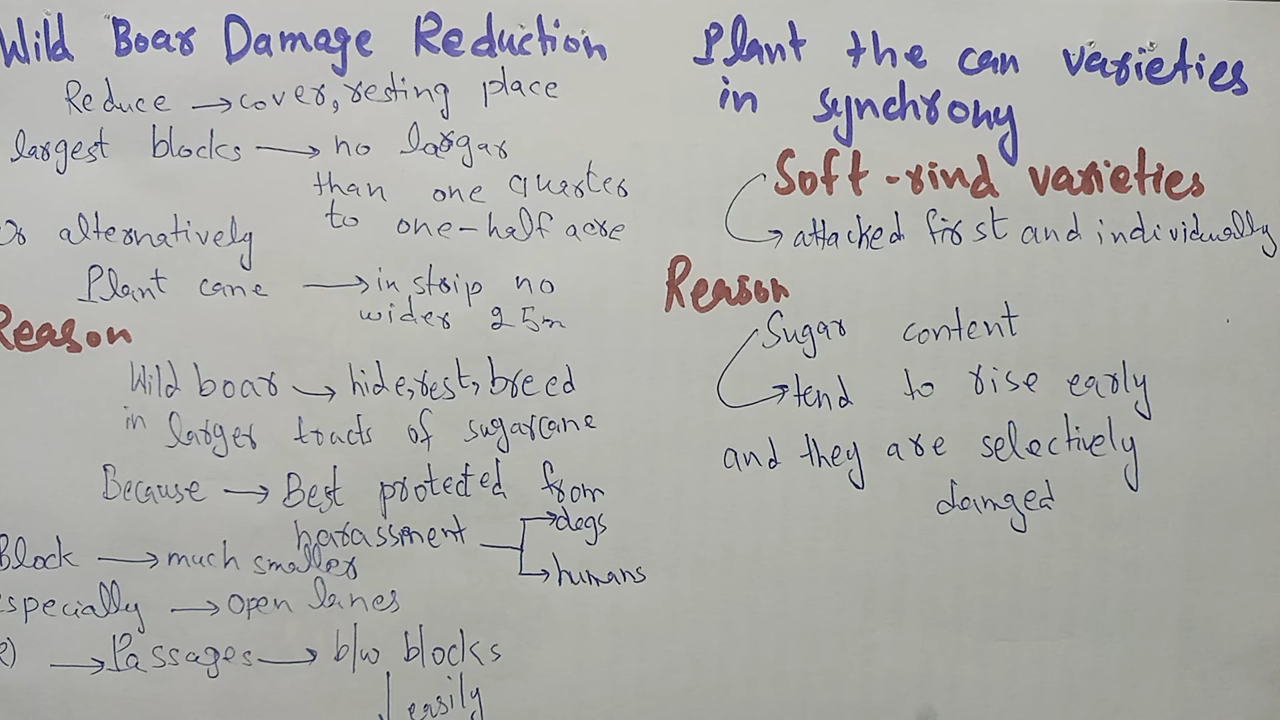 Wild Boar Damage Reduction
Reduce → cover, resting place
largest blocks → no largar
than one quarter
to one-half acre
Or alternatively
Plant cane → in strip no
wider 25m
Reason
Wild boar → hide, rest, breed
in larger tracts of sugarcane
Because → Best protected from
harassment → dogs
→ humans
Block → much smaller
especially → open lanes
→ Passages → b/w blocks
easily
Plant the can varieties
in synchrony
Soft-rind varieties
→ attacked first and individually
Reason
Sugar content
→ tend to rise early
and they are selectively
damged